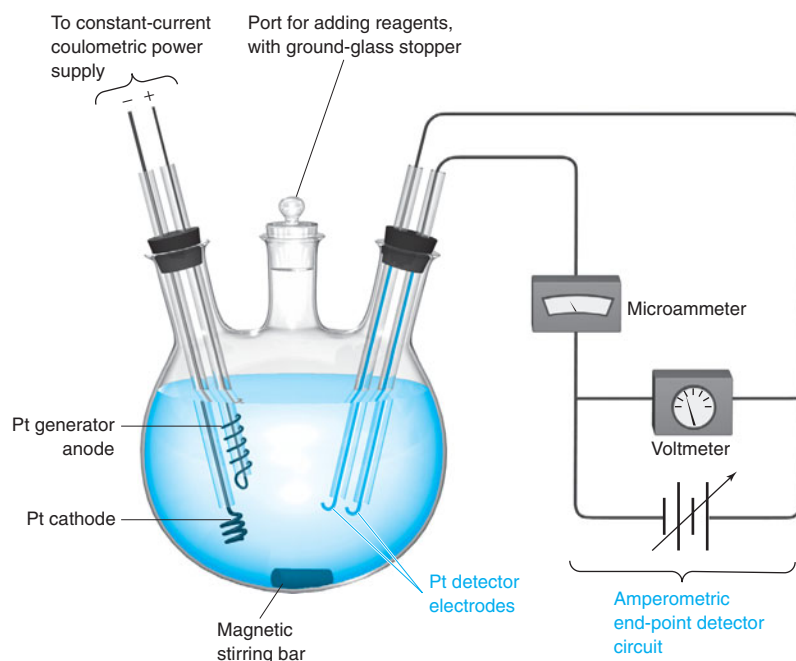 To constant-current
coulometric power
supply
− +
Port for adding reagents,
with ground-glass stopper
Microammeter
Voltmeter
Pt generator
anode
Pt cathode
Pt detector
electrodes
Magnetic
stirring bar
Amperometric
end-point detector
circuit